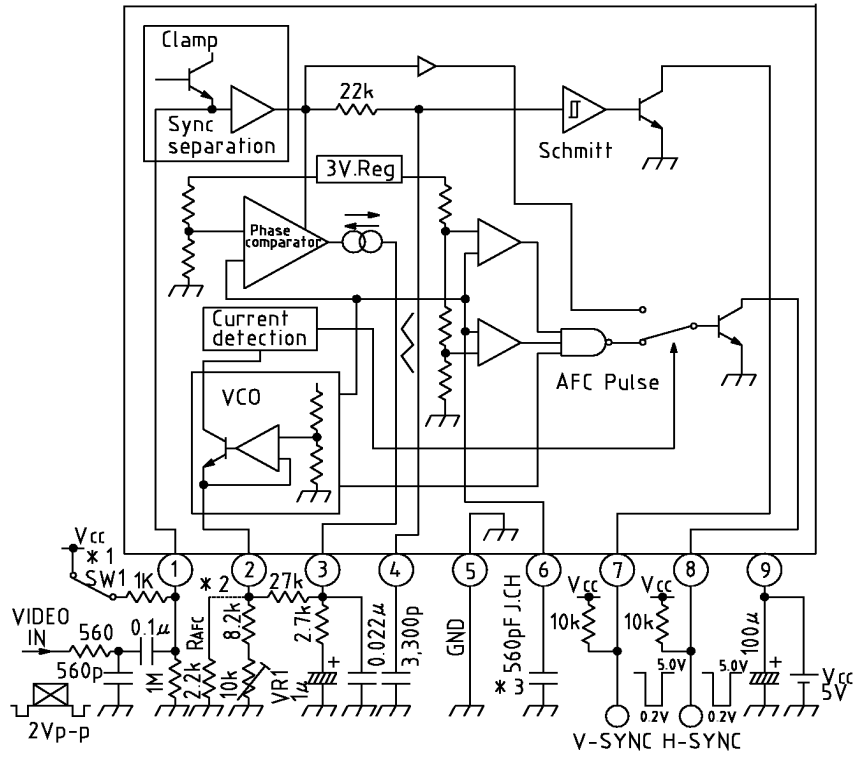 Clamp
Sync
separation
22k
Schmitt
3V.Reg
Phase
comparator
Current
detection
VCO
AFC Pulse
1
2
3
4
5
6
7
8
9
Vcc
*1
SW1
1K
*2
27k
VIDEO
IN
560
0.1μ
560p
1M
2Vp-p
RAFC
2.2k
8.2k
10k
VR1
2.7k
1μ
+
0.022μ
3,300p
GND
560pF J.CH
*3
Vcc
10k
5.0V
0.2V
V-SYNC
Vcc
10k
5.0V
0.2V
H-SYNC
100μ
+
Vcc
5V